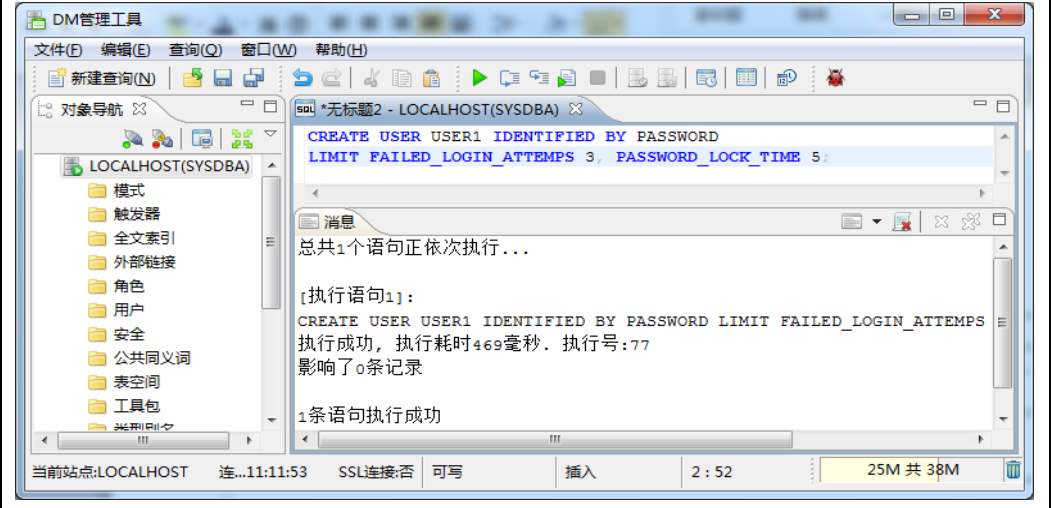 DM管理工具
文件(F) 编辑(E) 查询(Q) 窗口(W) 帮助(H)
新建查询(N)
对象导航
LOCALHOST(SYSDBA)
模式
触发器
全文索引
外部链接
角色
用户
安全
公共同义词
表空间
工具包
类型别名
*无标题2 - LOCALHOST(SYSDBA)
CREATE USER USER1 IDENTIFIED BY PASSWORD
LIMIT FAILED_LOGIN_ATTEMPS 3, PASSWORD_LOCK_TIME 5;
消息
总共1个语句正依次执行...
[执行语句1]:
CREATE USER USER1 IDENTIFIED BY PASSWORD LIMIT FAILED_LOGIN_ATTEMPS
执行成功, 执行耗时469毫秒. 执行号:77
影响了0条记录
1条语句执行成功
当前站点:LOCALHOST 连...11:11:53 SSL连接:否 可写 插入 2 : 52 25M 共 38M